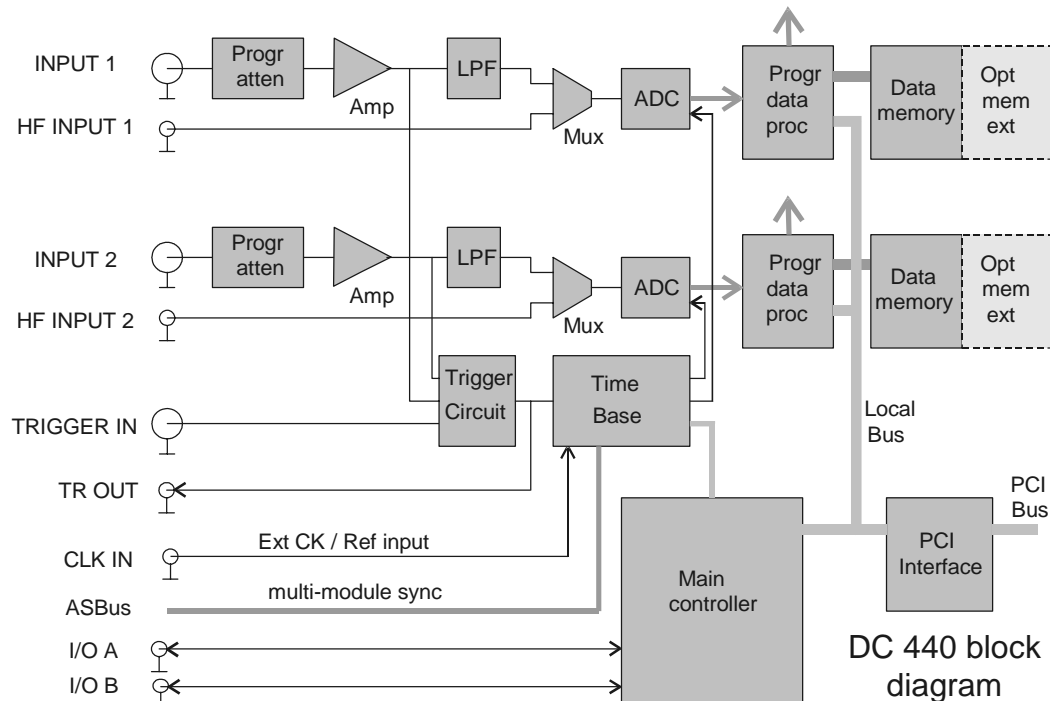 INPUT 1
Progr
atten
Amp
LPF
Mux
ADC
Progr
data
proc
Data
memory
Opt
mem
ext
HF INPUT 1
INPUT 2
Progr
atten
Amp
LPF
Mux
ADC
Progr
data
proc
Data
memory
Opt
mem
ext
HF INPUT 2
TRIGGER IN
Trigger
Circuit
Time
Base
Local
Bus
TR OUT
CLK IN
Ext CK / Ref input
ASBus
multi-module sync
Main
controller
PCI
Interface
PCI
Bus
I/O A
I/O B
DC 440 block
diagram